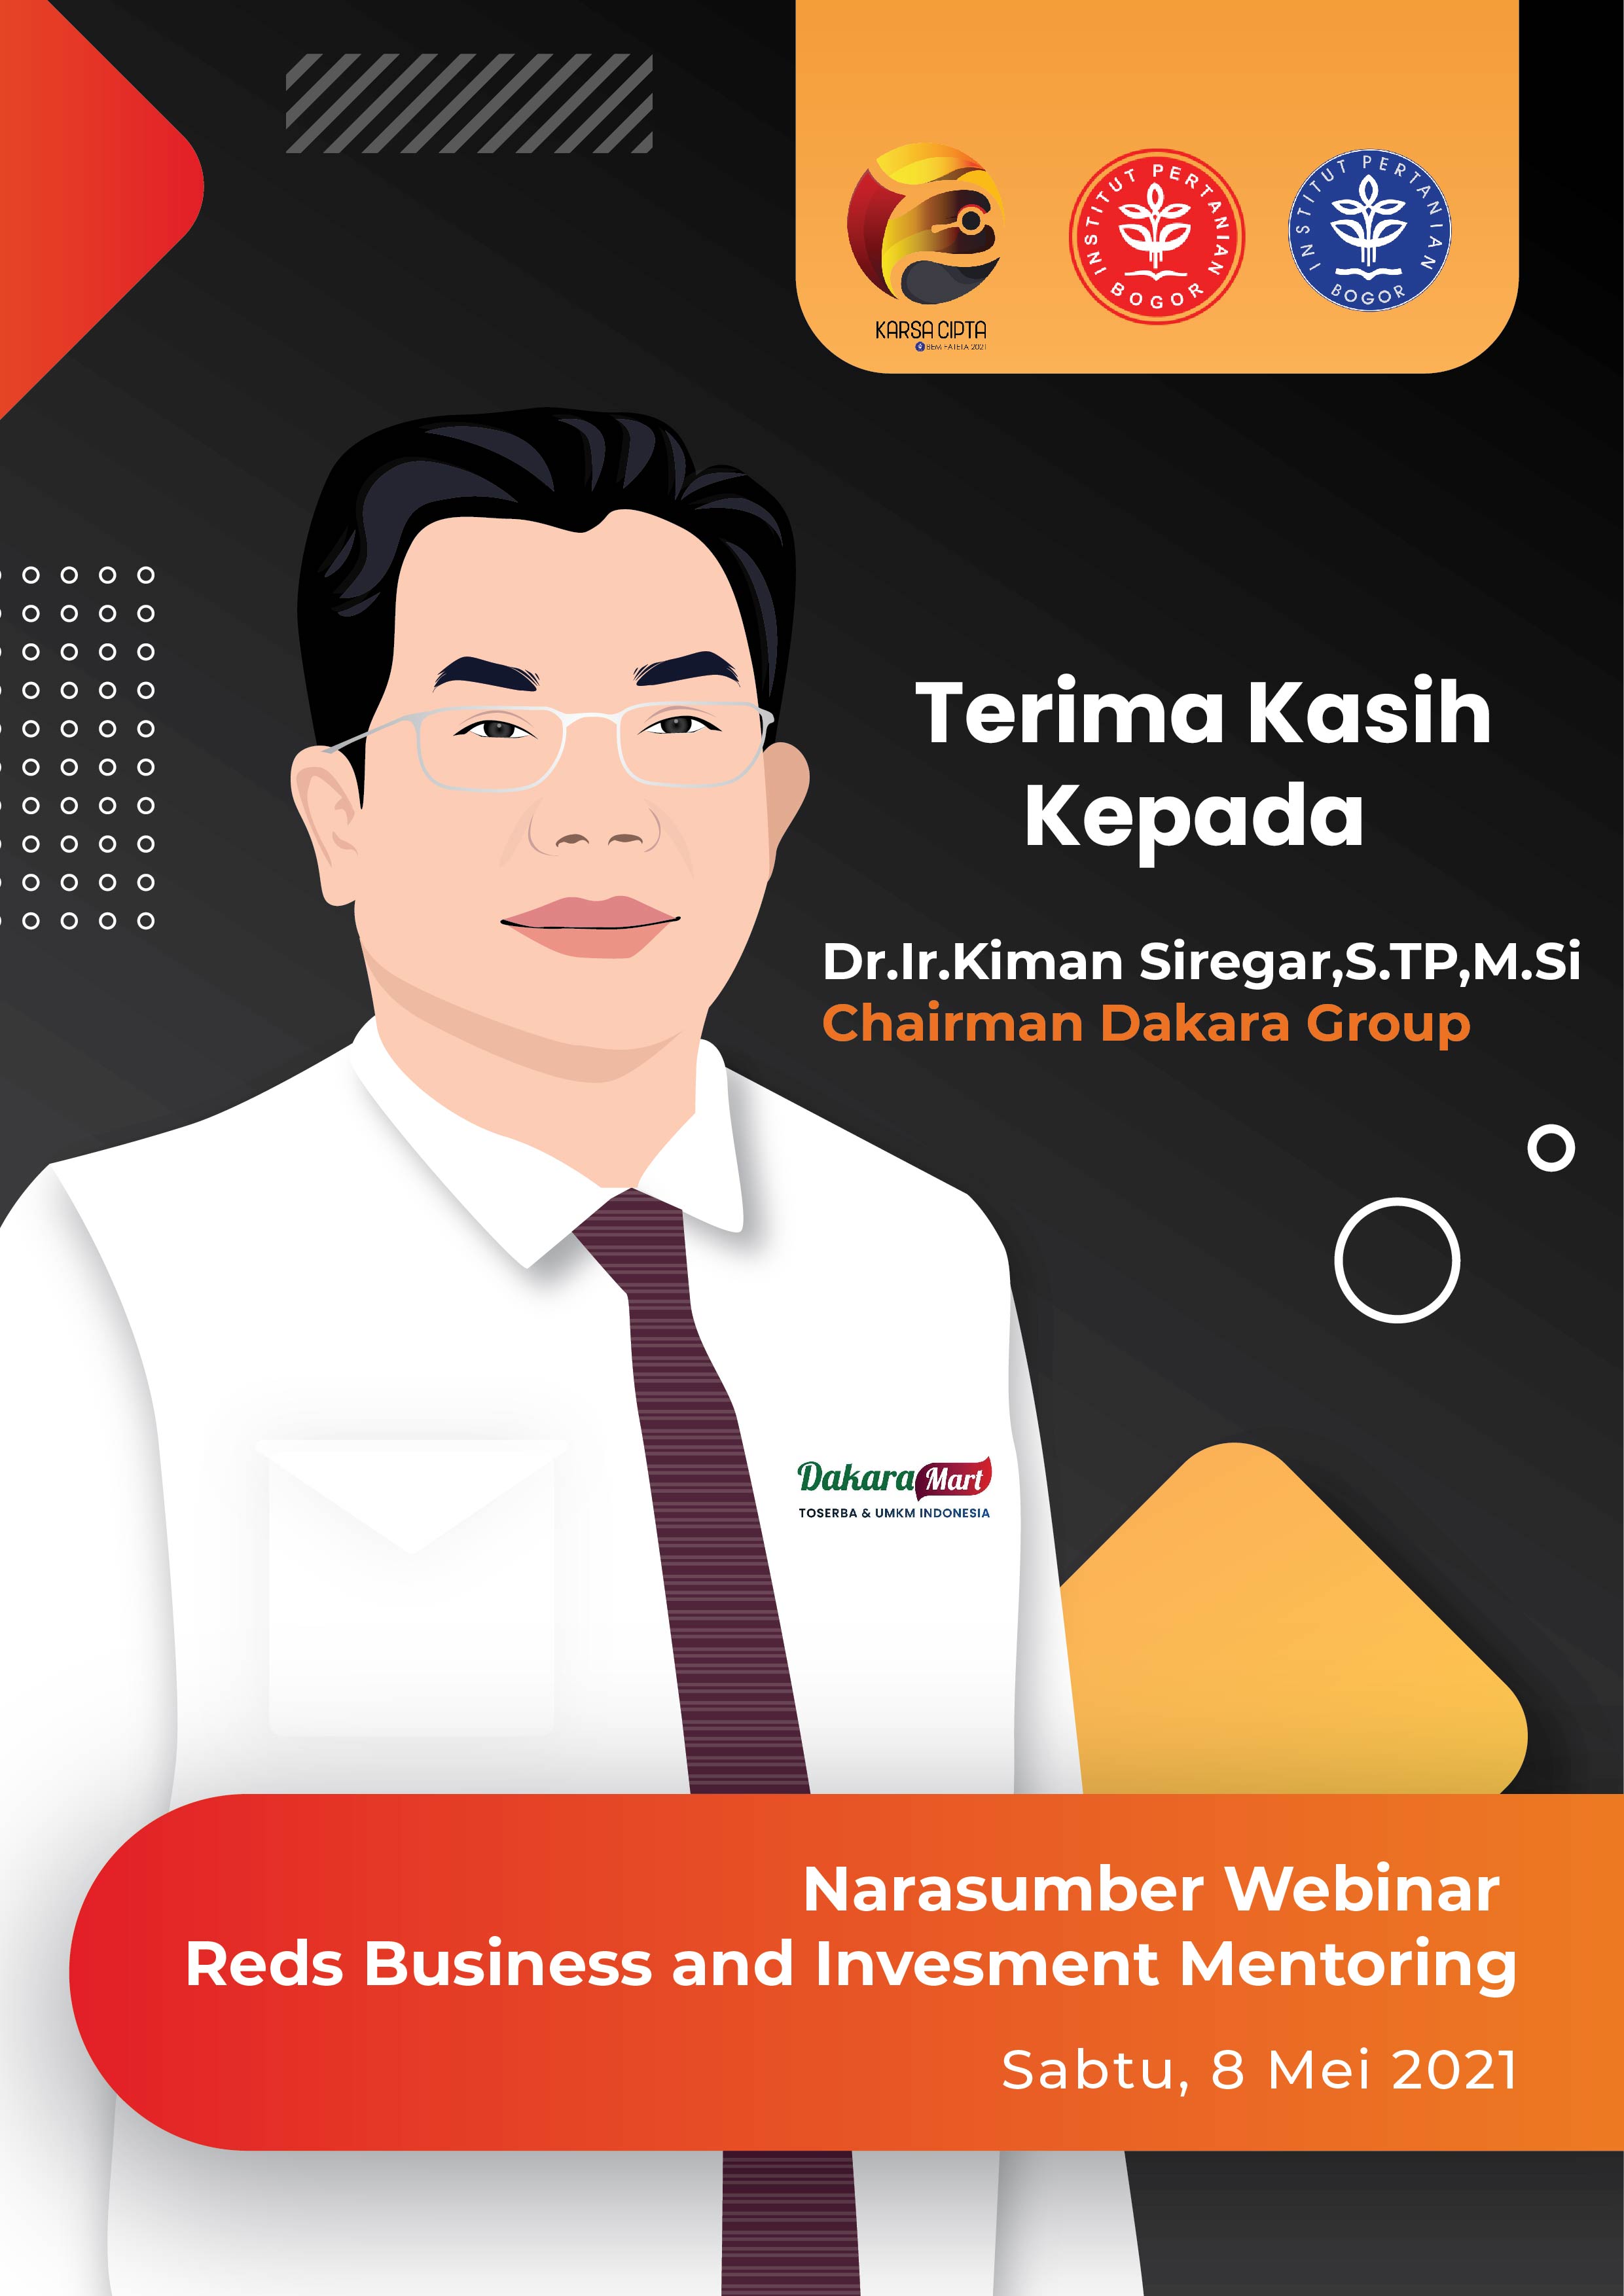 KARSA CIPTA
BEM FATETA 2021
INSTITUT PERTANIAN
BOGOR
INSTITUT PERTANIAN
BOGOR
Terima Kasih
Kepada
Dr.Ir.Kiman Siregar,S.TP,M.Si
Chairman Dakara Group
Dakara Mart
TOSERBA & UMKM INDONESIA
Narasumber Webinar
Reds Business and Invesment Mentoring
Sabtu, 8 Mei 2021